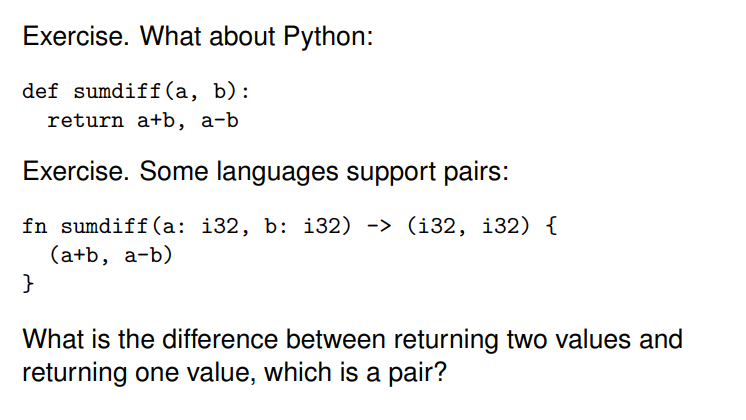 Exercise. What about Python:
def sumdiff(a, b):
  return a+b, a-b
Exercise. Some languages support pairs:
fn sumdiff(a: i32, b: i32) -> (i32, i32) {
  (a+b, a-b)
}
What is the difference between returning two values and
returning one value, which is a pair?